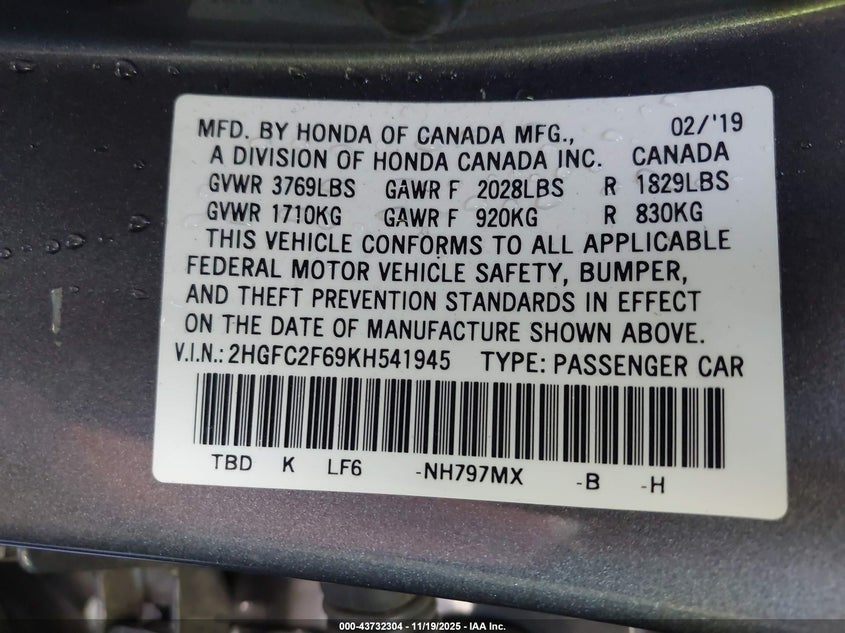 MFD. BY HONDA OF CANADA MFG., 02/'19
A DIVISION OF HONDA CANADA INC. CANADA
GVWR 3769LBS GAWR F 2028LBS R 1829LBS
GVWR 1710KG GAWR F 920KG R 830KG
THIS VEHICLE CONFORMS TO ALL APPLICABLE
FEDERAL MOTOR VEHICLE SAFETY, BUMPER,
AND THEFT PREVENTION STANDARDS IN EFFECT
ON THE DATE OF MANUFACTURE SHOWN ABOVE.
V.I.N.: 2HGFC2F69KH541945 TYPE: PASSENGER CAR
TBD K LF6 -NH797MX -B -H
000-43732304 - 11/19/2025 - IAA Inc.